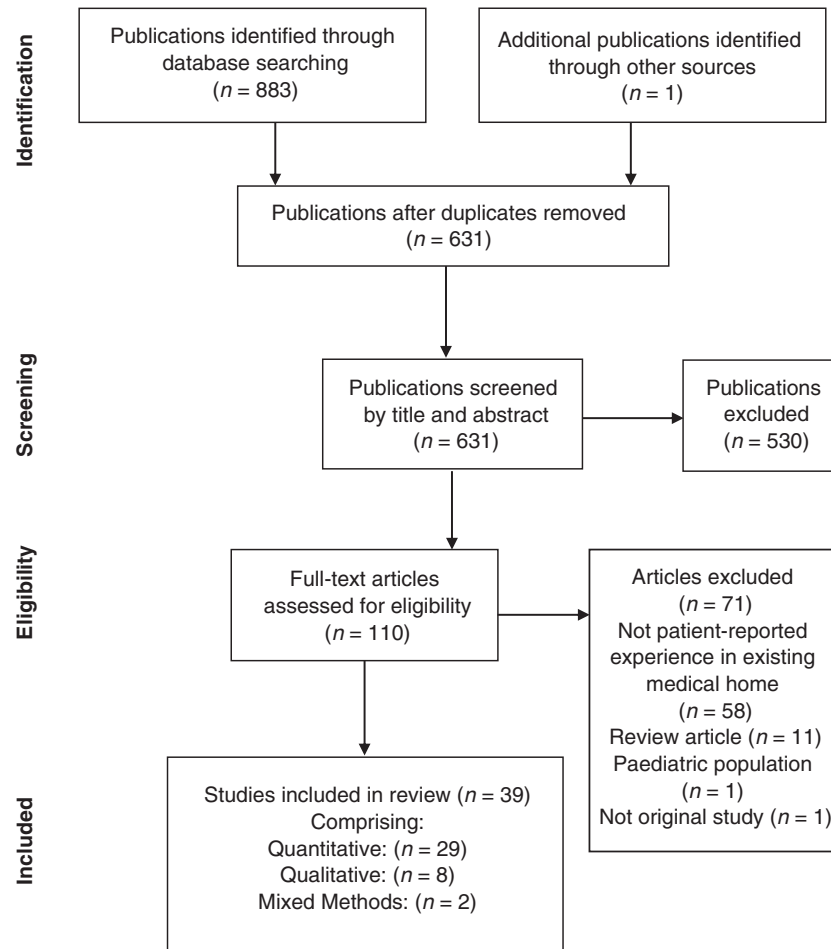 Identification
Publications identified through
database searching
(n = 883)
Additional publications identified
through other sources
(n = 1)
Publications after duplicates removed
(n = 631)
Screening
Publications screened
by title and abstract
(n = 631)
Publications
excluded
(n = 530)
Eligibility
Full-text articles
assessed for eligibility
(n = 110)
Articles excluded
(n = 71)
Not patient-reported
experience in existing
medical home
(n = 58)
Review article (n = 11)
Paediatric population
(n = 1)
Not original study (n = 1)
Included
Studies included in review (n = 39)
Comprising:
Quantitative: (n = 29)
Qualitative: (n = 8)
Mixed Methods: (n = 2)